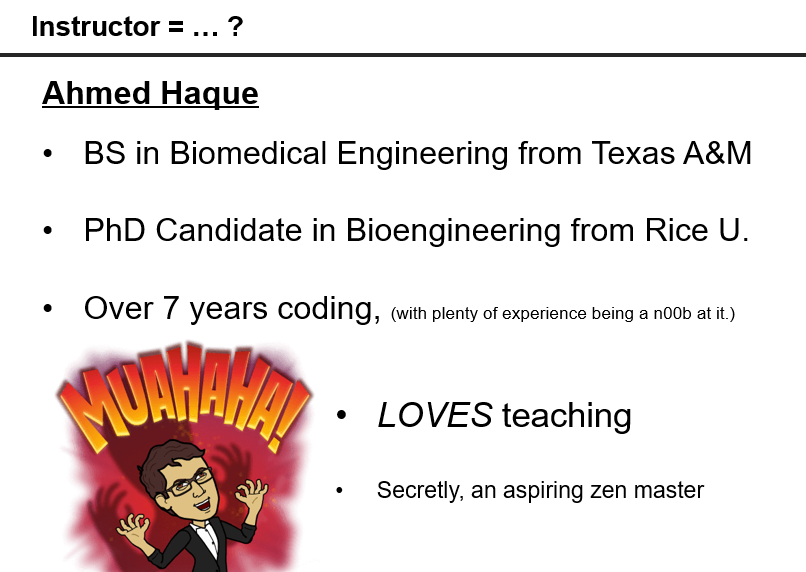 Instructor = … ?
Ahmed Haque
• BS in Biomedical Engineering from Texas A&M
• PhD Candidate in Bioengineering from Rice U.
• Over 7 years coding, (with plenty of experience being a n00b at it.)
MUAHAHA!
• LOVES teaching
• Secretly, an aspiring zen master